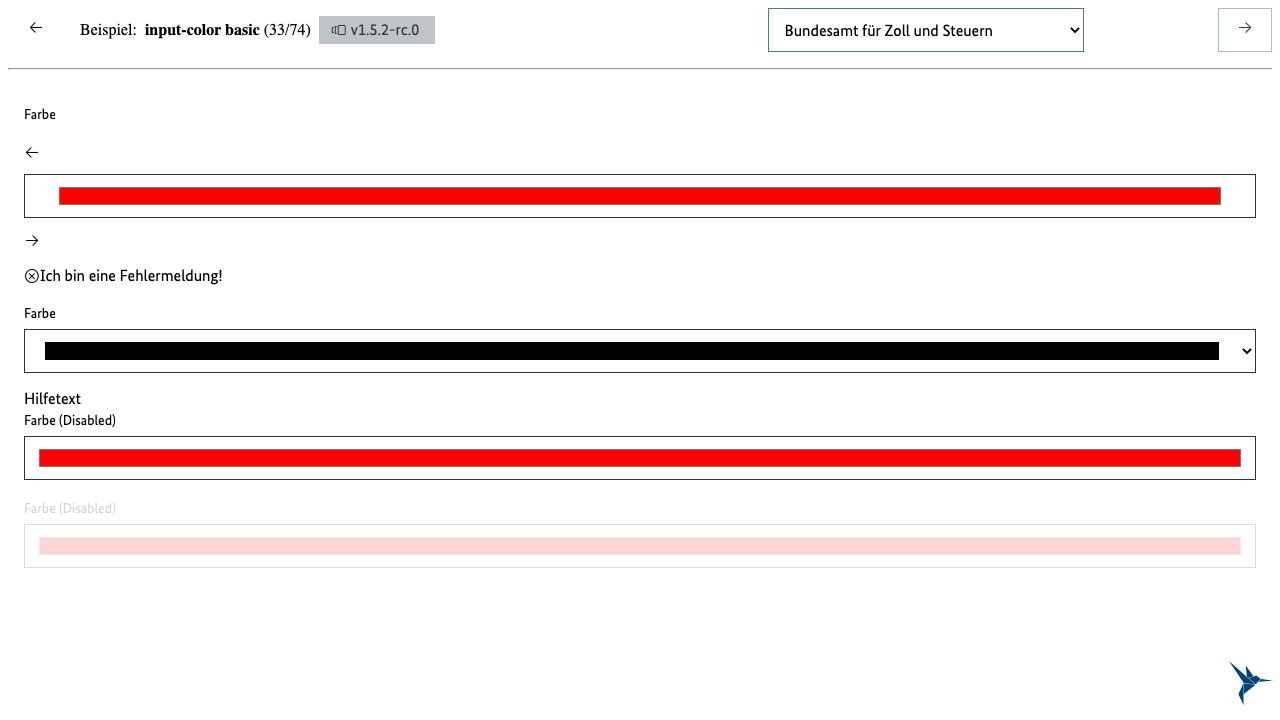 Beispiel: input-color basic (33/74) v1.5.2-rc.0 Bundesamt für Zoll und Steuern
Farbe
Ich bin eine Fehlermeldung!
Farbe
Hilfetext
Farbe (Disabled)
Farbe (Disabled)